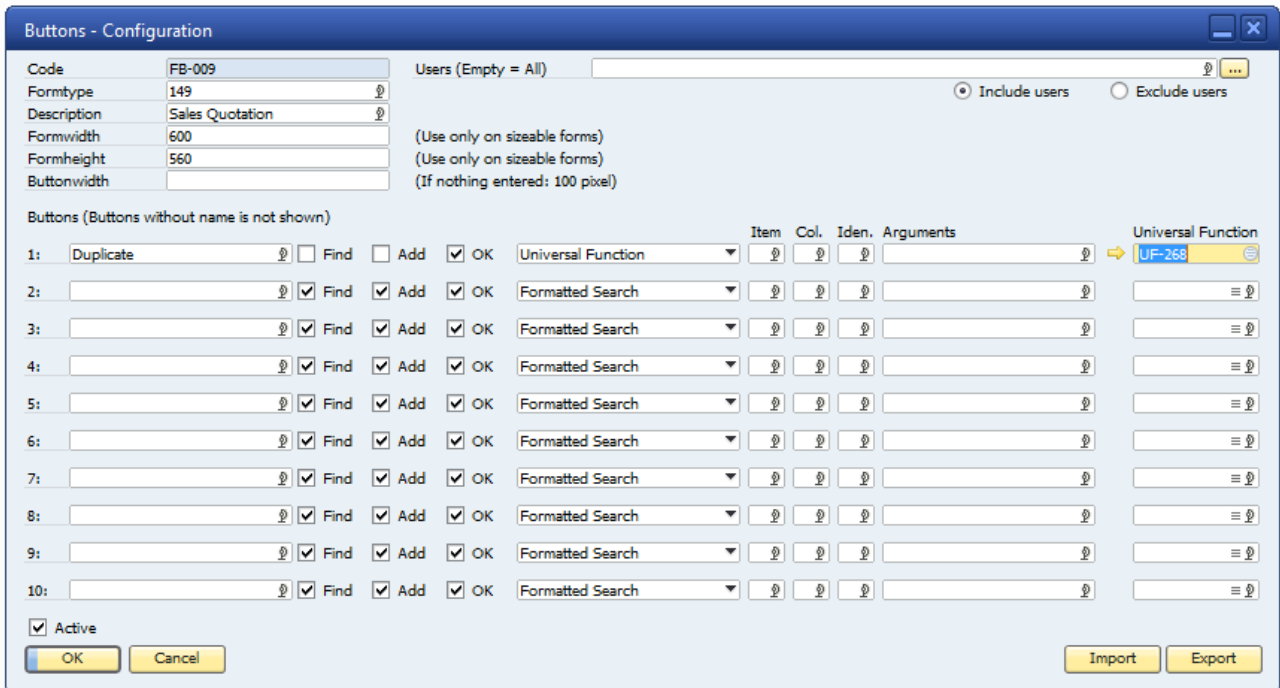 Buttons - Configuration
Code FB-009 Users (Empty = All) ...
Formtype 149 Include users Exclude users
Description Sales Quotation
Formwidth 600 (Use only on sizeable forms)
Formheight 560 (Use only on sizeable forms)
Buttonwidth (If nothing entered: 100 pixel)
Buttons (Buttons without name is not shown)
Item Col. Iden. Arguments Universal Function
1: Duplicate Find Add OK Universal Function UF-268
2: Find Add OK Formatted Search
3: Find Add OK Formatted Search
4: Find Add OK Formatted Search
5: Find Add OK Formatted Search
6: Find Add OK Formatted Search
7: Find Add OK Formatted Search
8: Find Add OK Formatted Search
9: Find Add OK Formatted Search
10: Find Add OK Formatted Search
Active
OK Cancel Import Export